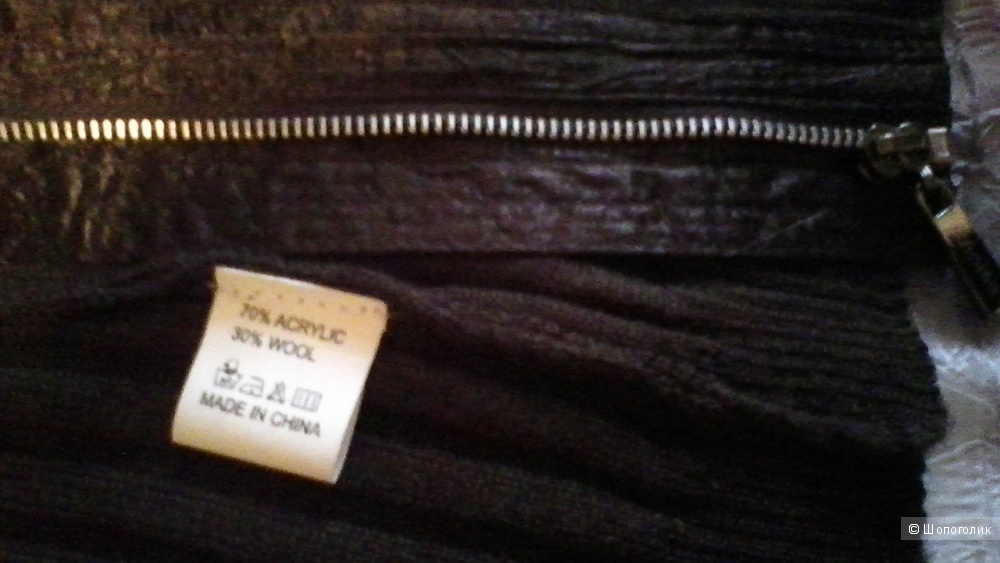 70% ACRYLIC
30% WOOL
MADE IN CHINA
© Шопоголик